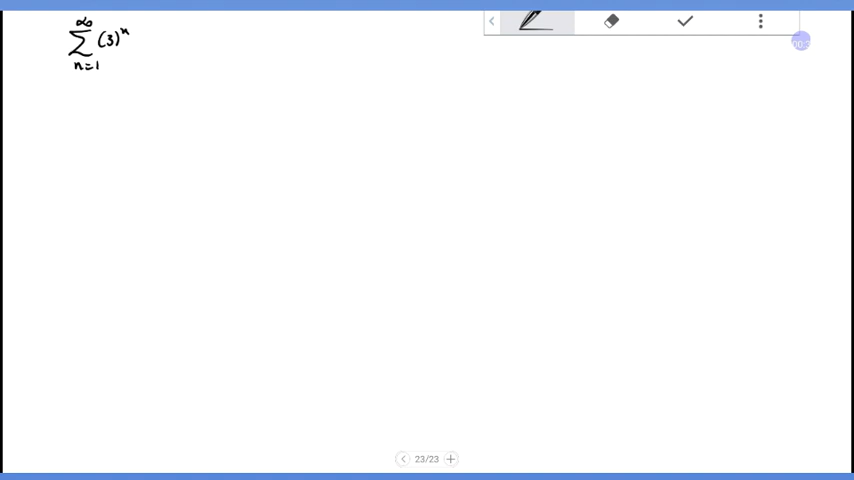 ∞
∑ (3)ⁿ
n=1
23/23